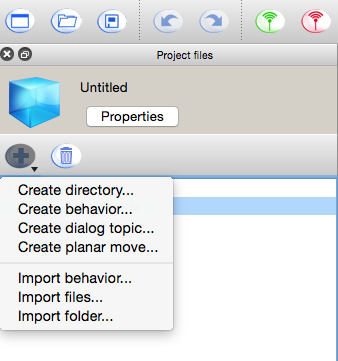 Project files
Untitled
Properties
Create directory...
Create behavior...
Create dialog topic...
Create planar move...
Import behavior...
Import files...
Import folder...